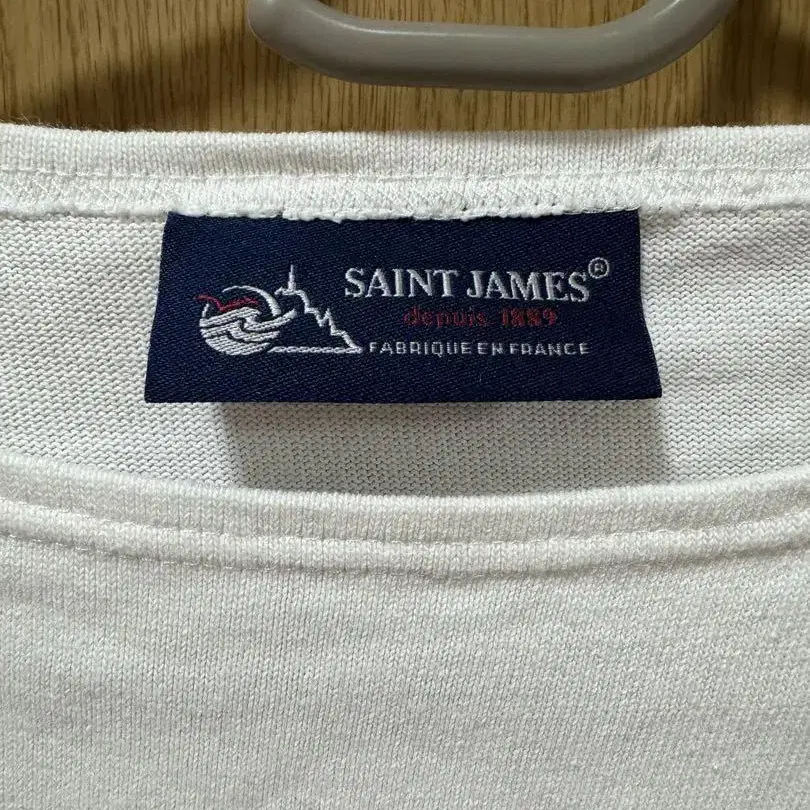 SAINT JAMES®
depuis 1889
FABRIQUE EN FRANCE